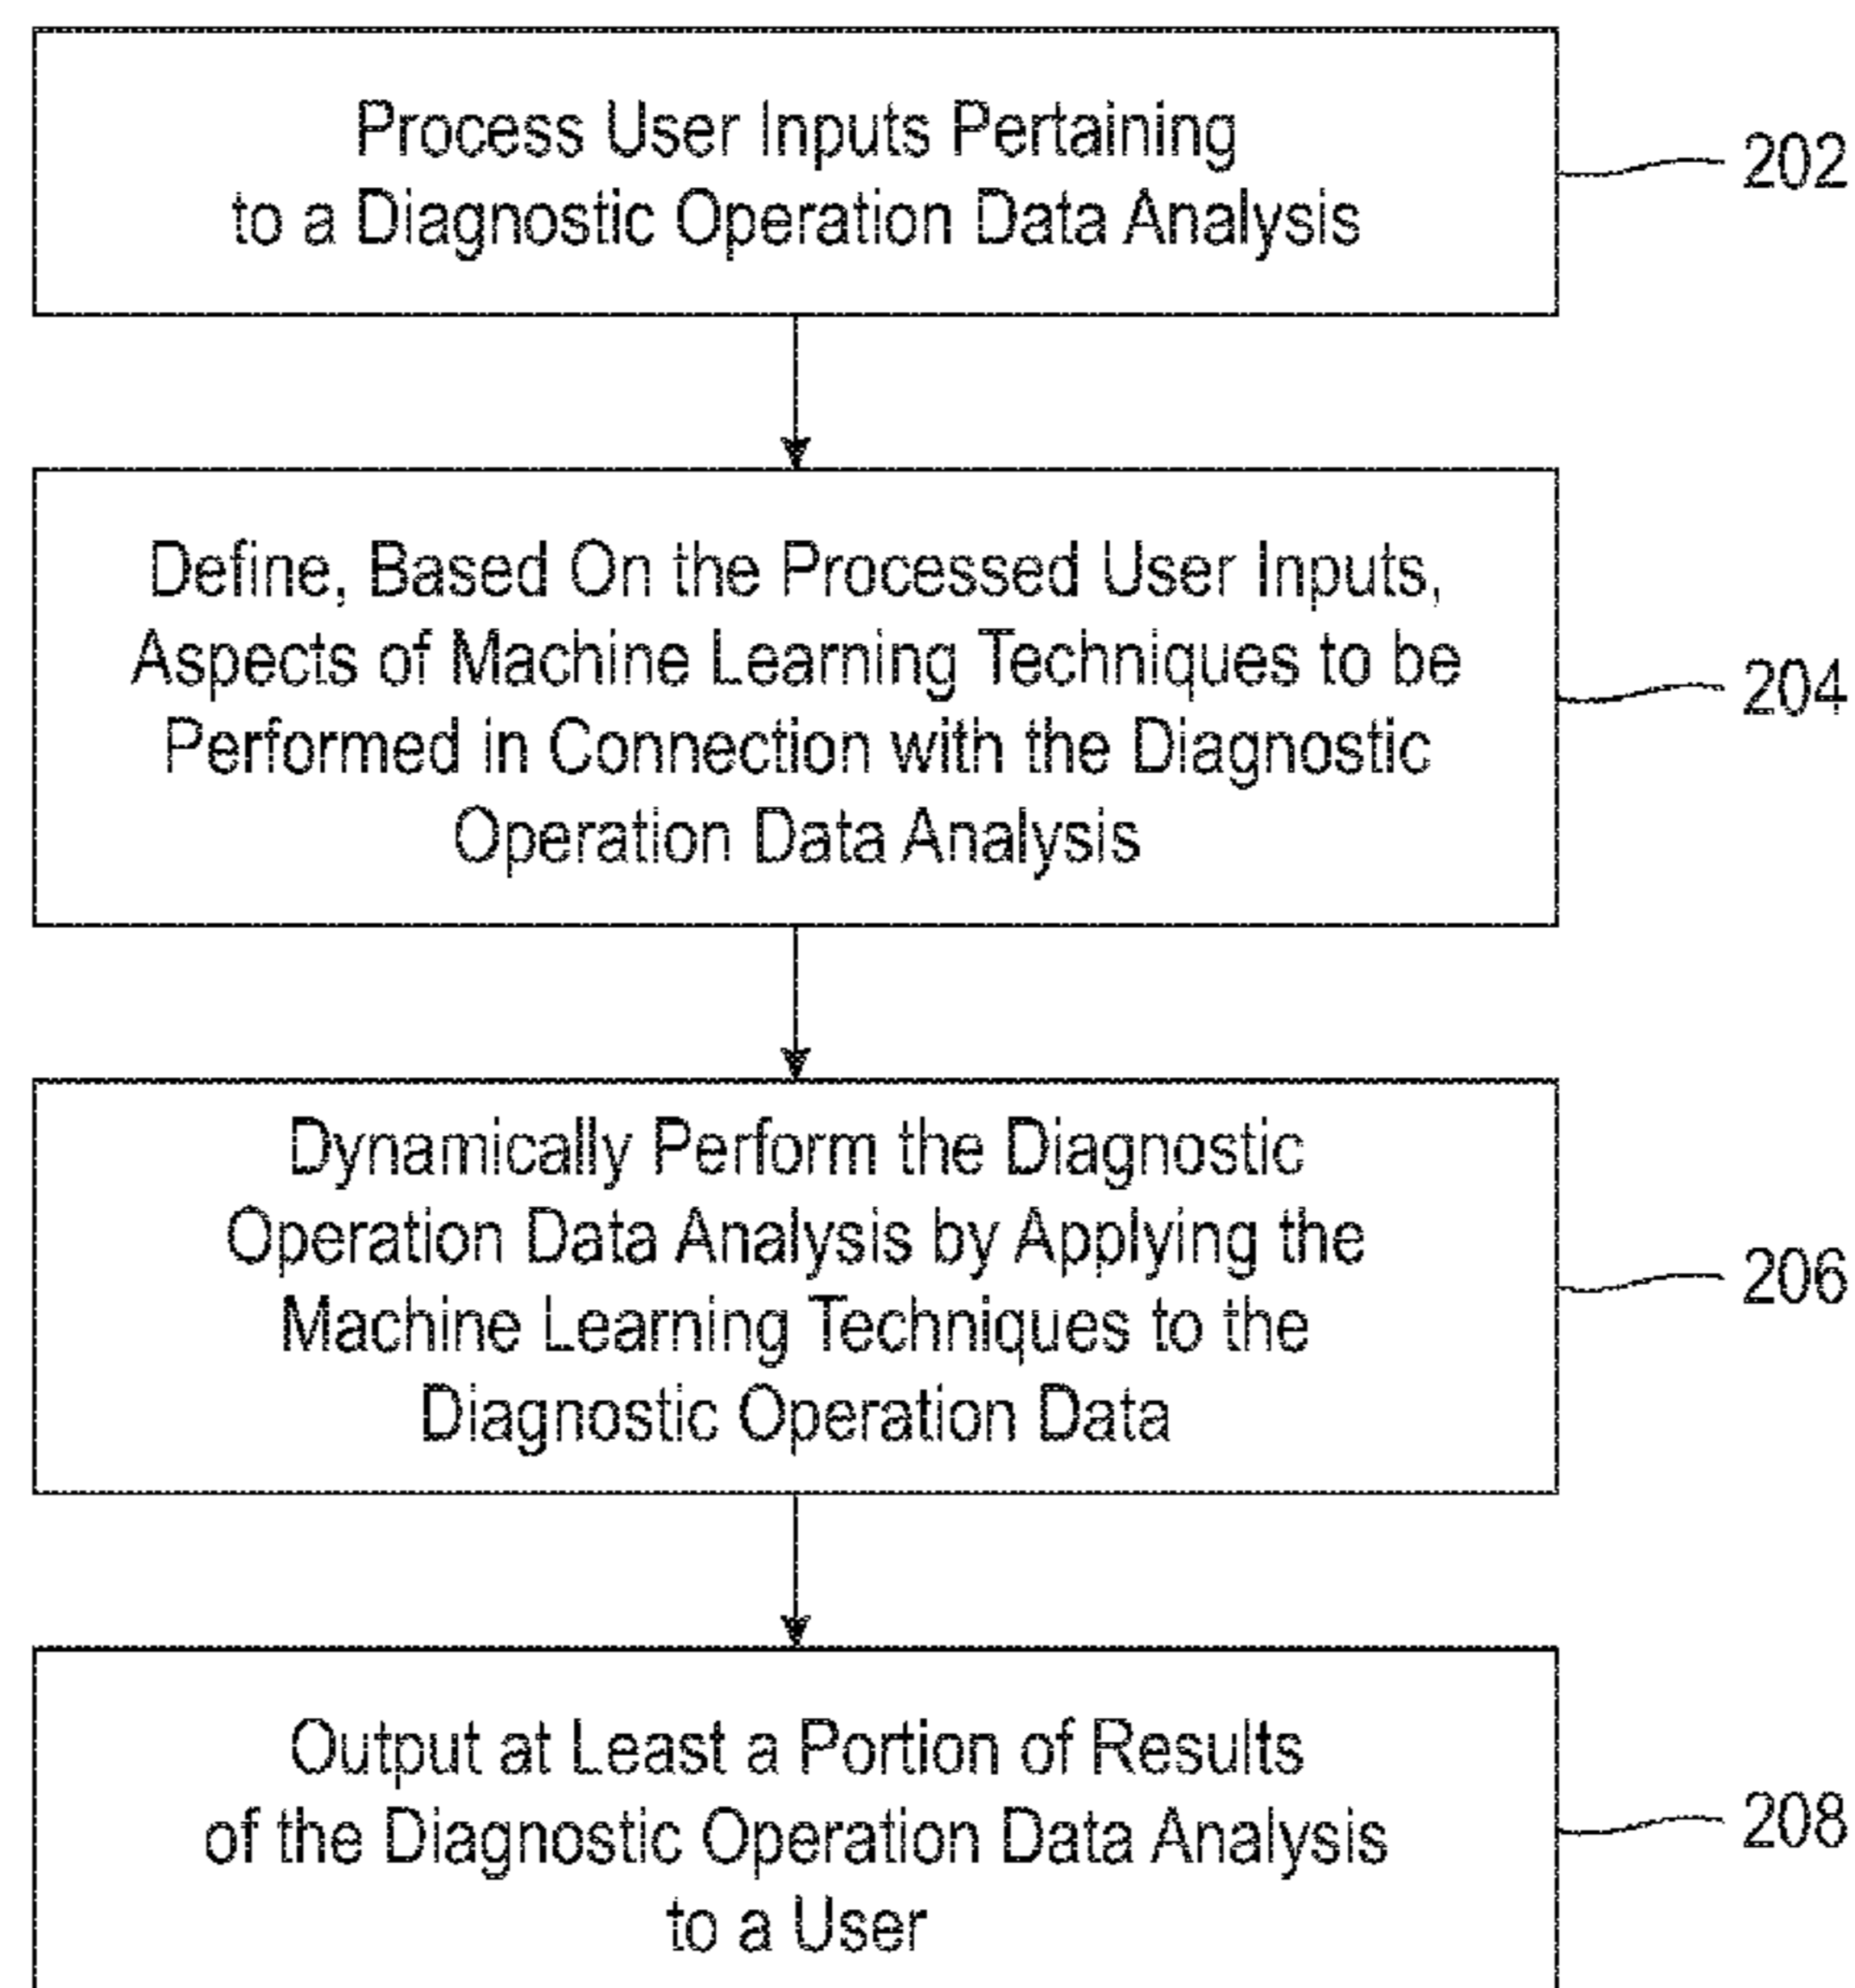 Process User Inputs Pertaining
to a Diagnostic Operation Data Analysis
202
Define, Based On the Processed User Inputs,
Aspects of Machine Learning Techniques to be
Performed in Connection with the Diagnostic
Operation Data Analysis
204
Dynamically Perform the Diagnostic
Operation Data Analysis by Applying the
Machine Learning Techniques to the
Diagnostic Operation Data
206
Output at Least a Portion of Results
of the Diagnostic Operation Data Analysis
to a User
208